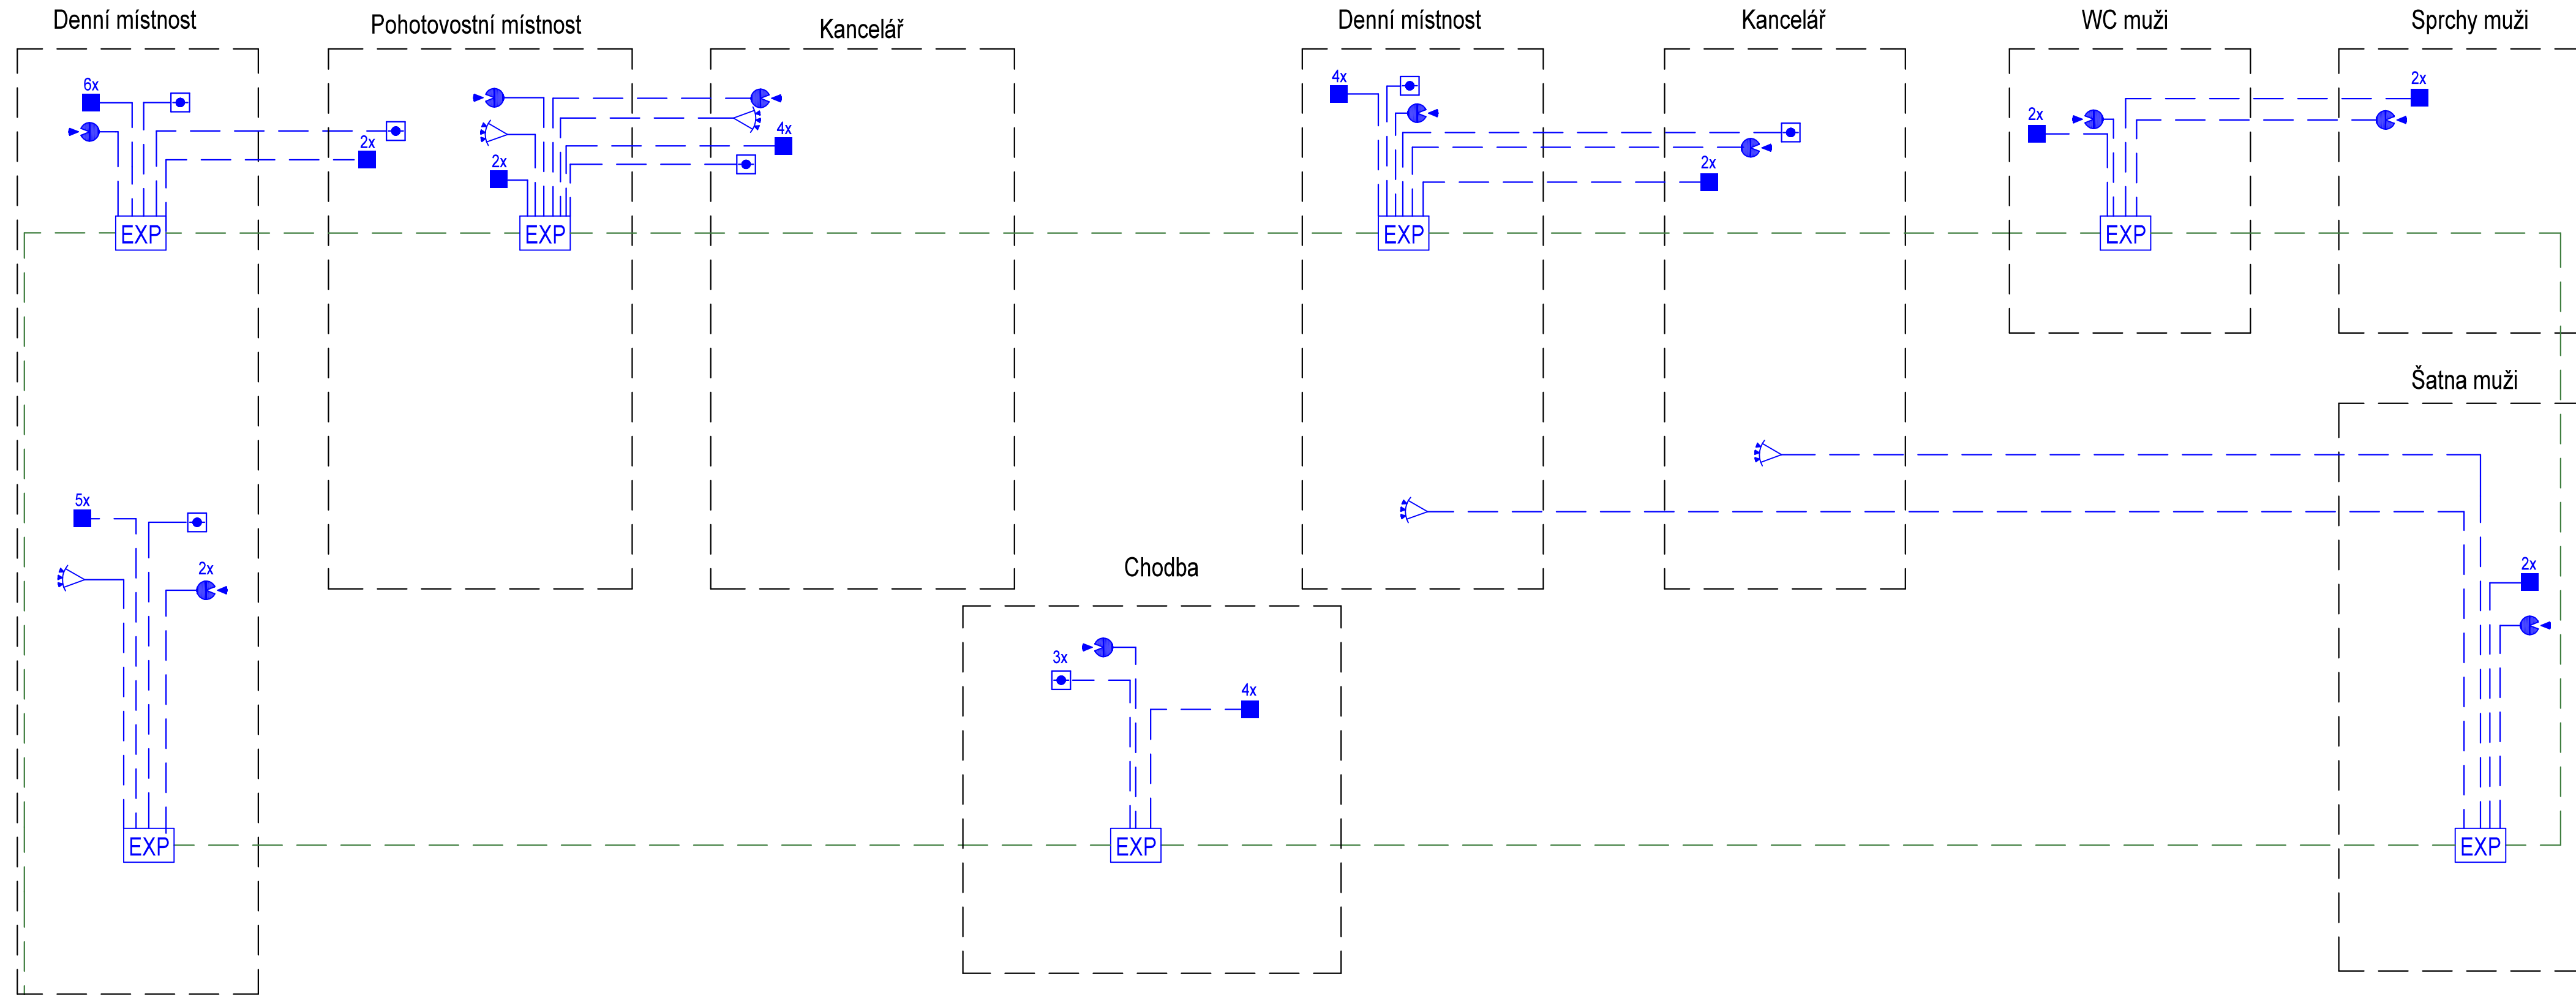 Denní místnost
Pohotovostní místnost
Kancelář
Denní místnost
Kancelář
WC muži
Sprchy muži
6x
2x
2x
4x
4x
2x
2x
2x
EXP
EXP
EXP
EXP
Šatna muži
5x
2x
2x
Chodba
3x
4x
EXP
EXP
EXP